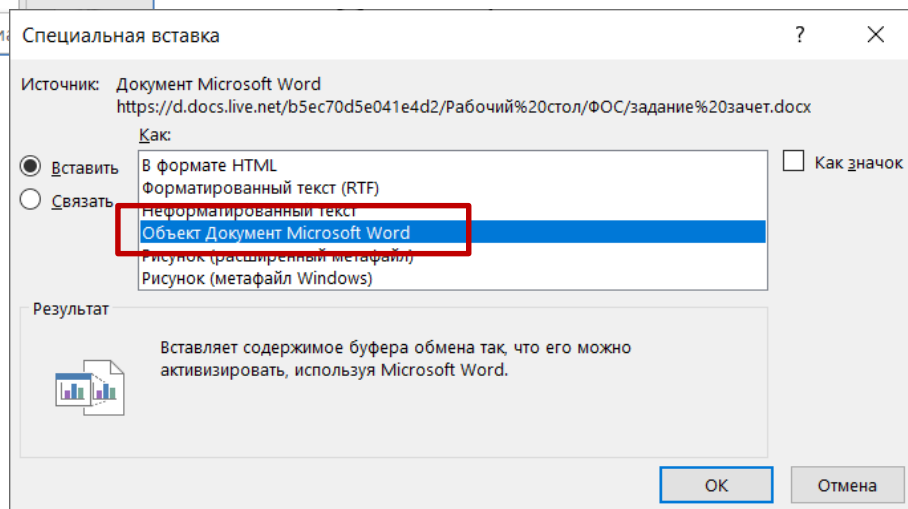 Специальная вставка ?
Источник: Документ Microsoft Word
https://d.docs.live.net/b5ec70d5e041e4d2/Рабочий%20стол/ФОС/задание%20зачет.docx
Как:
Вставить
Связать
В формате HTML
Форматированный текст (RTF)
Неформатированный текст
Объект Документ Microsoft Word
Рисунок (расширенный метафайл)
Рисунок (метафайл Windows)
Как значок
Результат
Вставляет содержимое буфера обмена так, что его можно
активизировать, используя Microsoft Word.
ОК
Отмена